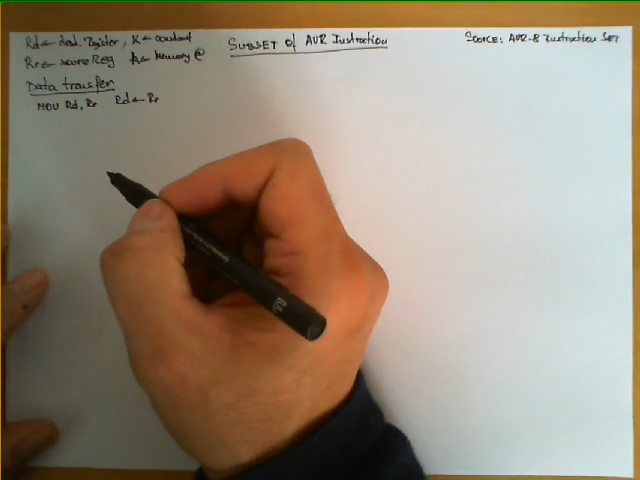 Rd ← dest. Register, K ← constant
SUBSET of AVR Instruction
SOURCE: AVR-8 Instruction SET
Rr ← source Reg k ← Memory @
Data transfer
MOV Rd, Rr Rd ← Rr